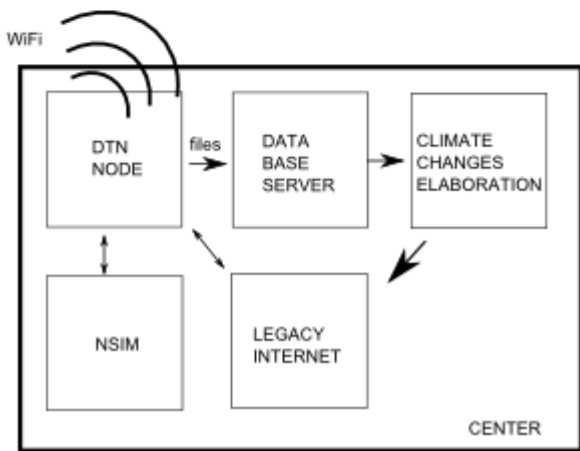 WiFi
DTN
NODE
files
DATA
BASE
SERVER
CLIMATE
CHANGES
ELABORATION
NSIM
LEGACY
INTERNET
CENTER